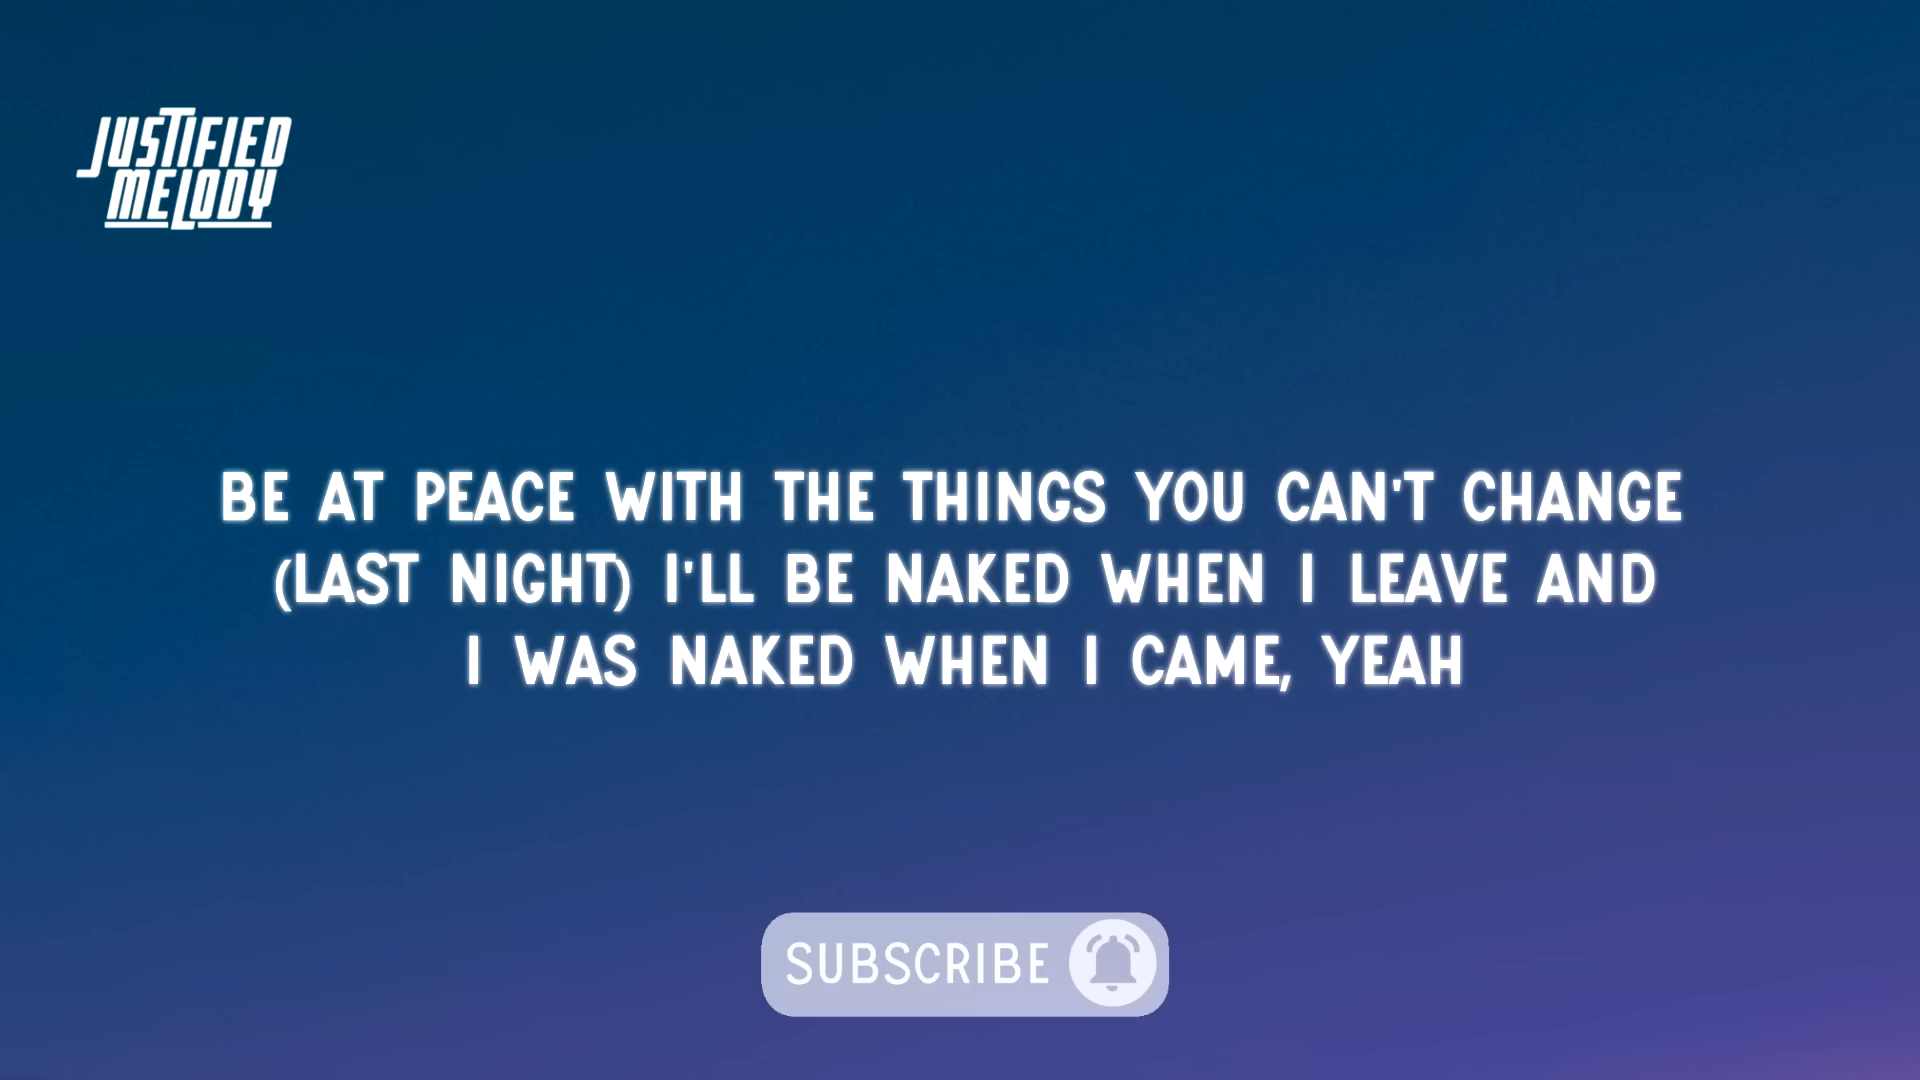 JUSTIFIED
MELODY
BE AT PEACE WITH THE THINGS YOU CAN'T CHANGE
(LAST NIGHT) I'LL BE NAKED WHEN I LEAVE AND
I WAS NAKED WHEN I CAME, YEAH
SUBSCRIBE